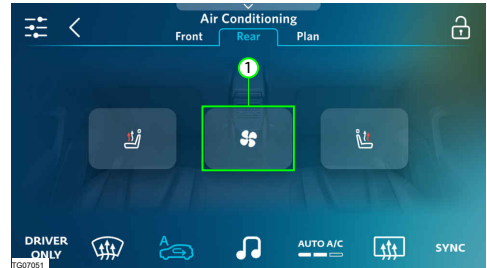 Air Conditioning
Front Rear Plan
1
A
DRIVER
ONLY
AUTO A/C
SYNC
TG07051